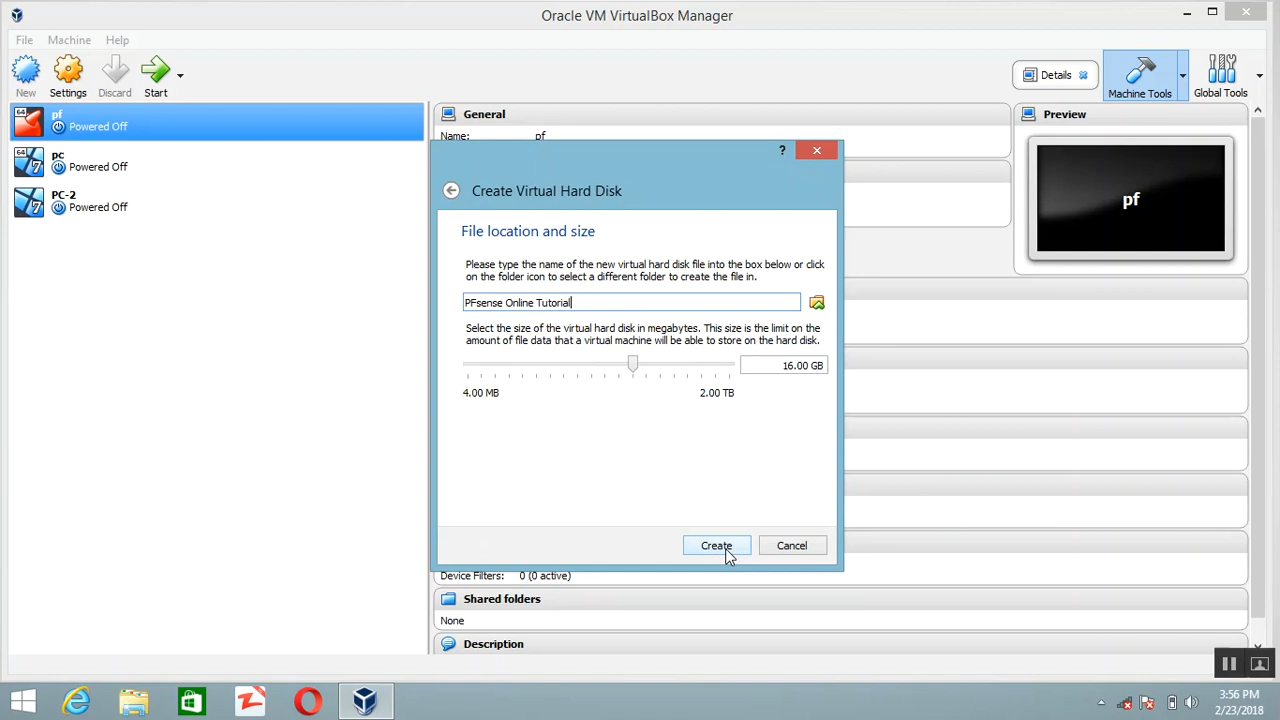 Oracle VM VirtualBox Manager
File Machine Help
New Settings Discard Start
Details Machine Tools Global Tools
64 pf
Powered Off
64 7 pc
Powered Off
64 7 PC-2
Powered Off
General
Name: pf
Preview
pf
?
Create Virtual Hard Disk
File location and size
Please type the name of the new virtual hard disk file into the box below or click
on the folder icon to select a different folder to create the file in.
PFsense Online Tutorial
Select the size of the virtual hard disk in megabytes. This size is the limit on the
amount of file data that a virtual machine will be able to store on the hard disk.
16.00 GB
4.00 MB 2.00 TB
Create Cancel
Device Filters: 0 (0 active)
Shared folders
None
Description
3:56 PM
2/23/2018